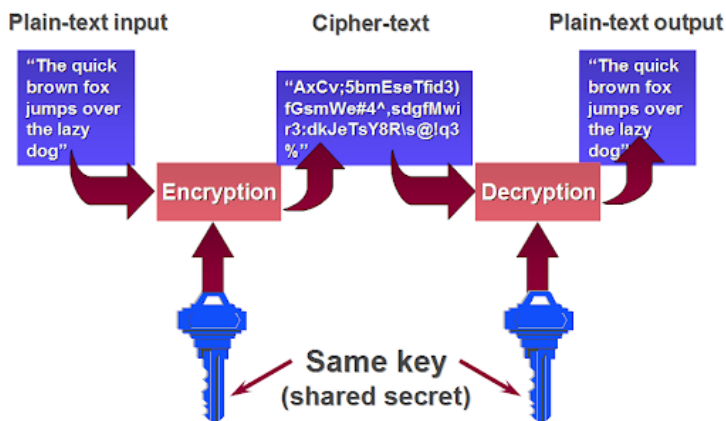 Plain-text input
Cipher-text
Plain-text output
“The quick
brown fox
jumps over
the lazy
dog”
“AxCv;5bmEseTfid3)
fGsmWe#4^,sdgfMwi
r3:dkJeTsY8R\s@!q3
%”
“The quick
brown fox
jumps over
the lazy
dog”
Encryption
Decryption
Same key
(shared secret)